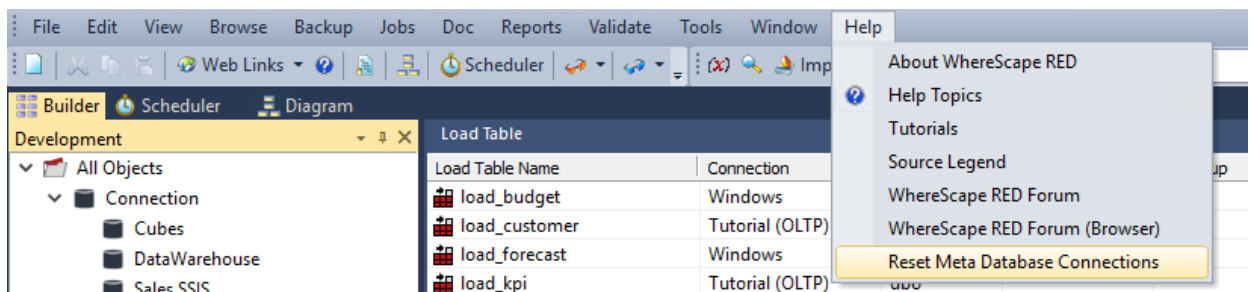 File Edit View Browse Backup Jobs Doc Reports Validate Tools Window Help
Web Links Scheduler (x) Imp
About WhereScape RED
Help Topics
Tutorials
Source Legend
WhereScape RED Forum
WhereScape RED Forum (Browser)
Reset Meta Database Connections
Builder Scheduler Diagram
Development
All Objects
Connection
Cubes
DataWarehouse
Sales SSIS
Load Table
Load Table Name Connection up
load_budget Windows
load_customer Tutorial (OLTP)
load_forecast Windows
load_kpi Tutorial (OLTP) dbo